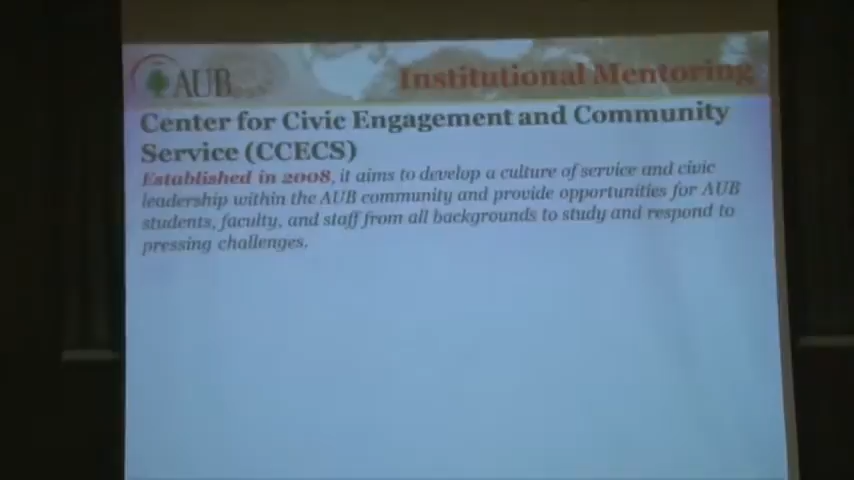 AUB
Institutional Mentoring
Center for Civic Engagement and Community
Service (CCECS)
Established in 2008, it aims to develop a culture of service and civic
leadership within the AUB community and provide opportunities for AUB
students, faculty, and staff from all backgrounds to study and respond to
pressing challenges.